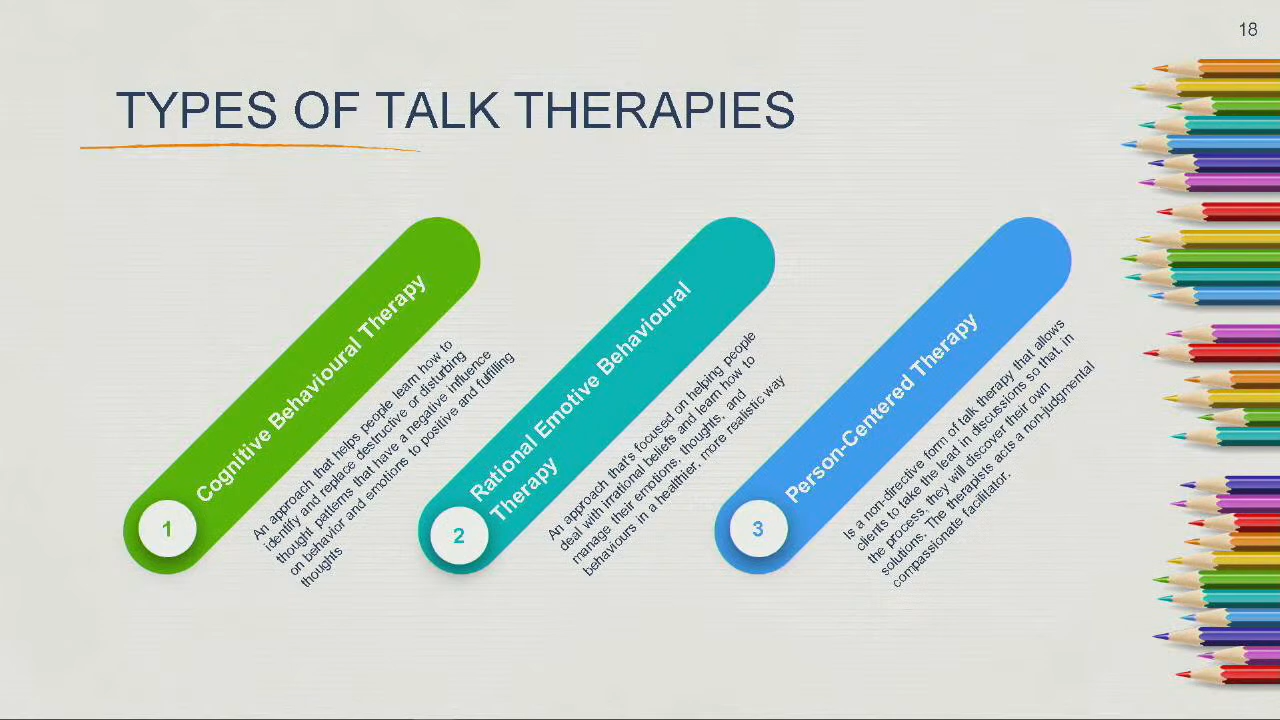 18
TYPES OF TALK THERAPIES
1
Cognitive Behavioural Therapy
An approach that helps people learn how to
identify and replace destructive or disturbing
thought patterns that have a negative influence
on behavior and emotions to positive and fulfilling
thoughts
2
Rational Emotive Behavioural
Therapy
An approach that's focused on helping people
deal with irrational beliefs and learn how to
manage their emotions, thoughts, and
behaviours in a healthier, more realistic way
3
Person-Centered Therapy
Is a non-directive form of talk therapy that allows
clients to take the lead in discussions so that, in
the process, they will discover their own
solutions. The therapists acts a non-judgmental
compassionate facilitator.